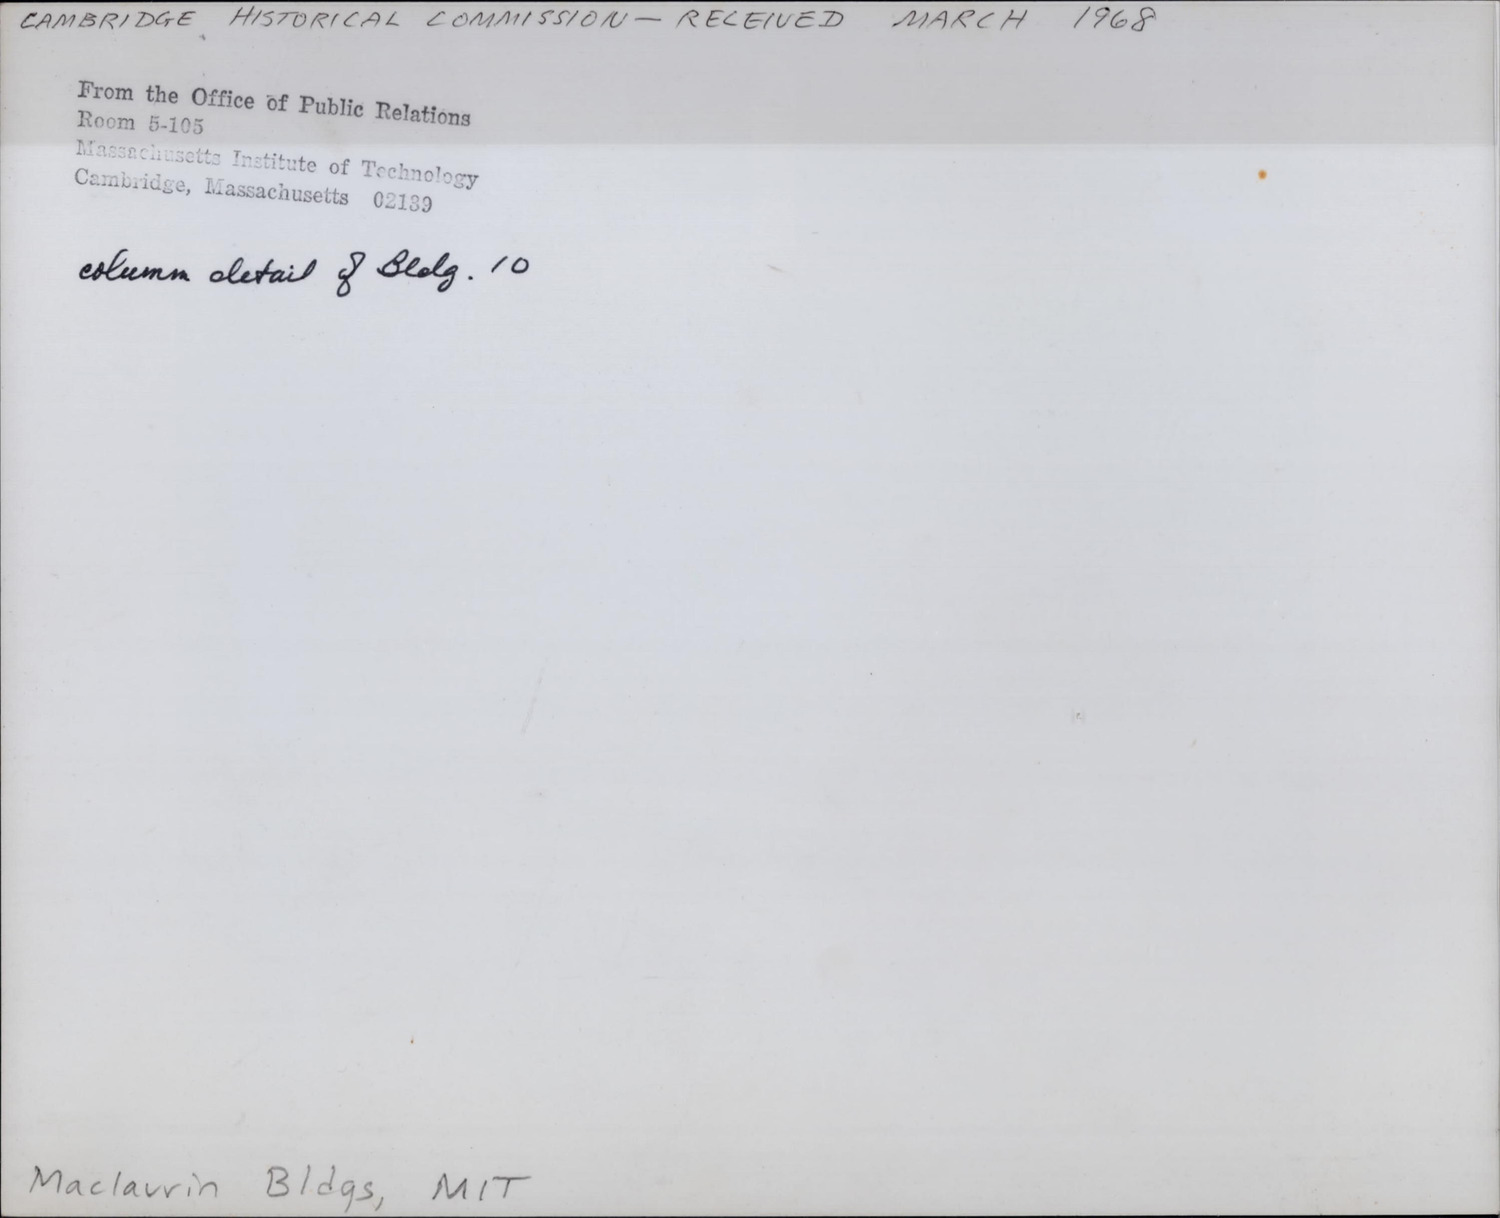 CAMBRIDGE HISTORICAL COMMISSION — RECEIVED MARCH 1968
From the Office of Public Relations
Room 5-105
Massachusetts Institute of Technology
Cambridge, Massachusetts 02139
column detail of Bldg. 10
Maclaurin Bldgs, MIT